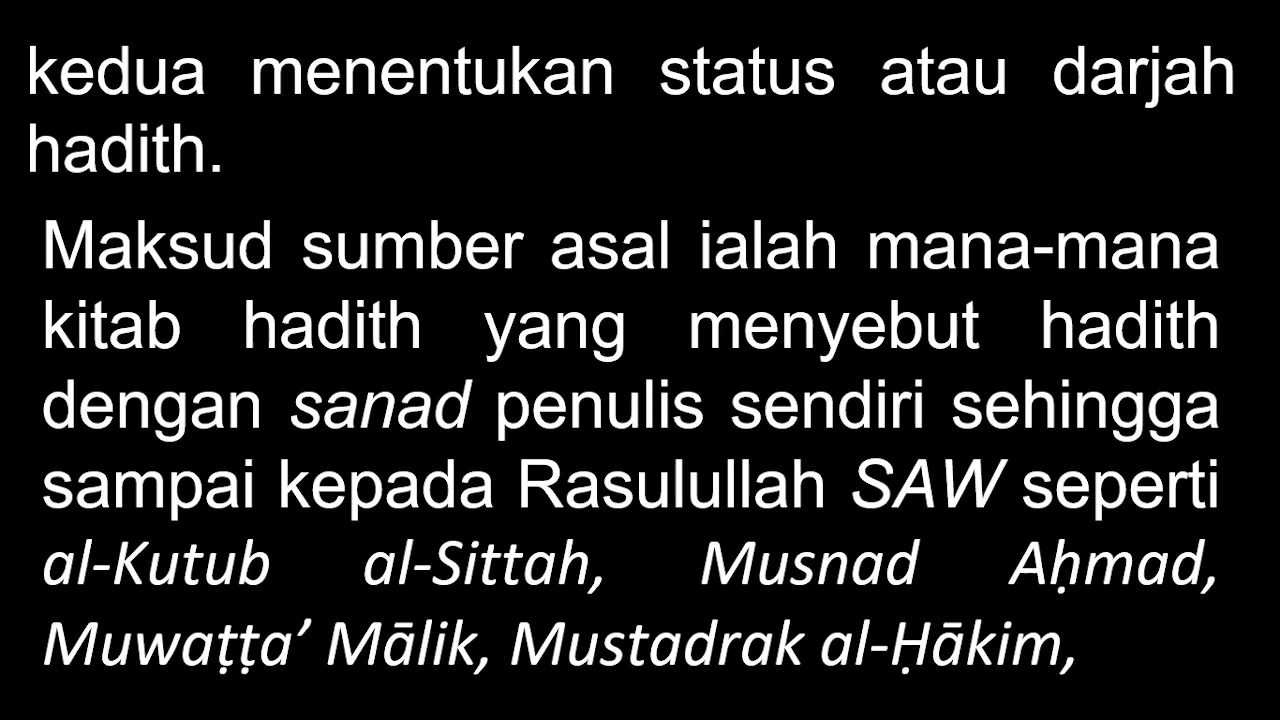 kedua menentukan status atau darjah
hadith.
Maksud sumber asal ialah mana-mana
kitab hadith yang menyebut hadith
dengan sanad penulis sendiri sehingga
sampai kepada Rasulullah SAW seperti
al-Kutub al-Sittah, Musnad Aḥmad,
Muwaṭṭa’ Mālik, Mustadrak al-Ḥākim,